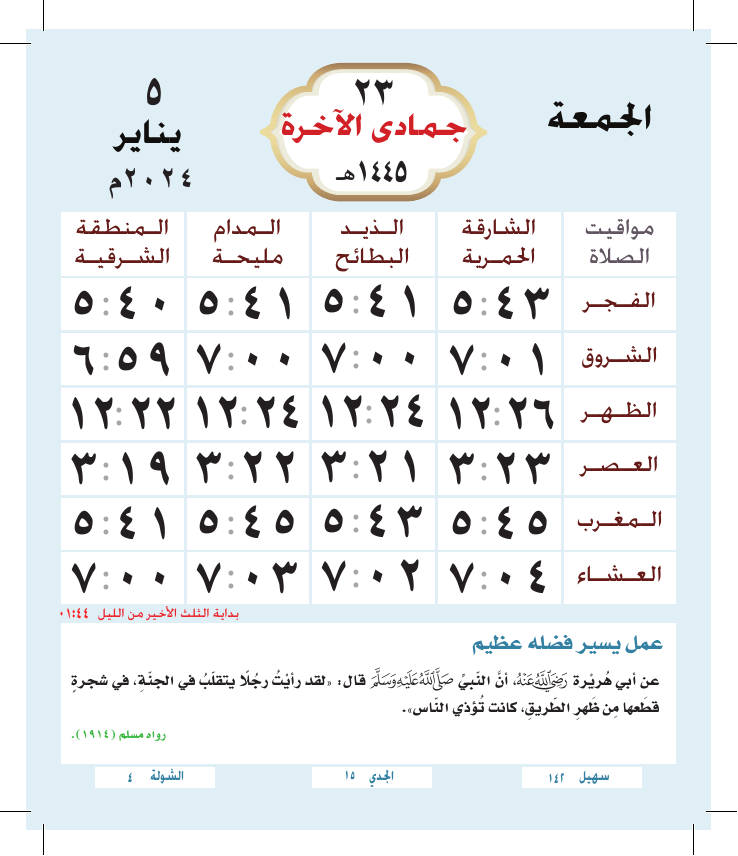 الجمعة
٢٣
جمادى الآخرة
١٤٤٥هـ
٥
يناير
٢٠٢٤م
مواقيت الصلاة | الشارقة الحمرية | الذيد البطائح | المدام مليحة | المنطقة الشرقية
الفجر ٥:٤٣ ٥:٤١ ٥:٤١ ٥:٤٠
الشروق ٧:٠١ ٧:٠٠ ٧:٠٠ ٦:٥٩
الظهر ١٢:٢٦ ١٢:٢٤ ١٢:٢٤ ١٢:٢٢
العصر ٣:٢٣ ٣:٢١ ٣:٢٢ ٣:١٩
المغرب ٥:٤٥ ٥:٤٣ ٥:٤٥ ٥:٤١
العشاء ٧:٠٤ ٧:٠٢ ٧:٠٣ ٧:٠٠
بداية الثلث الأخير من الليل ٠١:٤٤
عمل يسير فضله عظيم
عن أبي هُريْرة رَضِيَ اللَّهُ عَنْهُ، أنَّ النّبيَّ صَلَّى اللَّهُ عَلَيْهِ وَسَلَّمَ قال: «لقد رأيْتُ رجُلًا يتقلَّبُ في الجنّةِ، في شجرةٍ
قطَعها مِن ظَهرِ الطّريقِ، كانت تُؤذي النّاس».
رواه مسلم (١٩١٤).
سهيل ١٤٢
الجدي ١٥
الشولة ٤